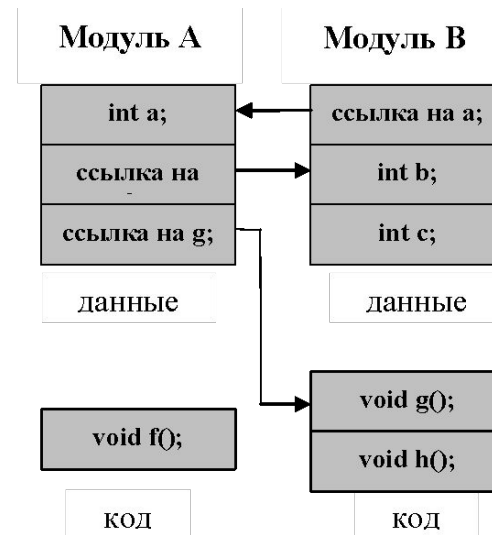 Модуль A
Модуль B
int a;
ссылка на a;
ссылка на
int b;
ссылка на g;
int c;
данные
данные
void g();
void f();
void h();
код
код